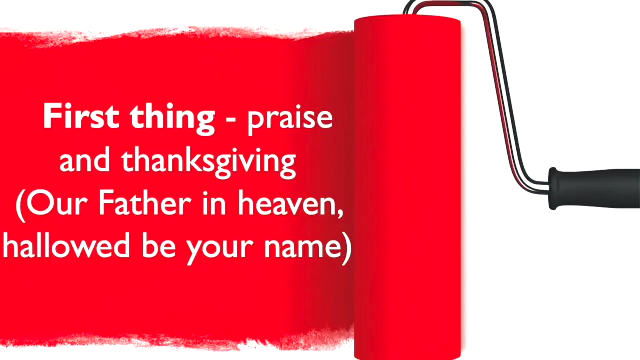 First thing - praise
and thanksgiving
(Our Father in heaven,
hallowed be your name)